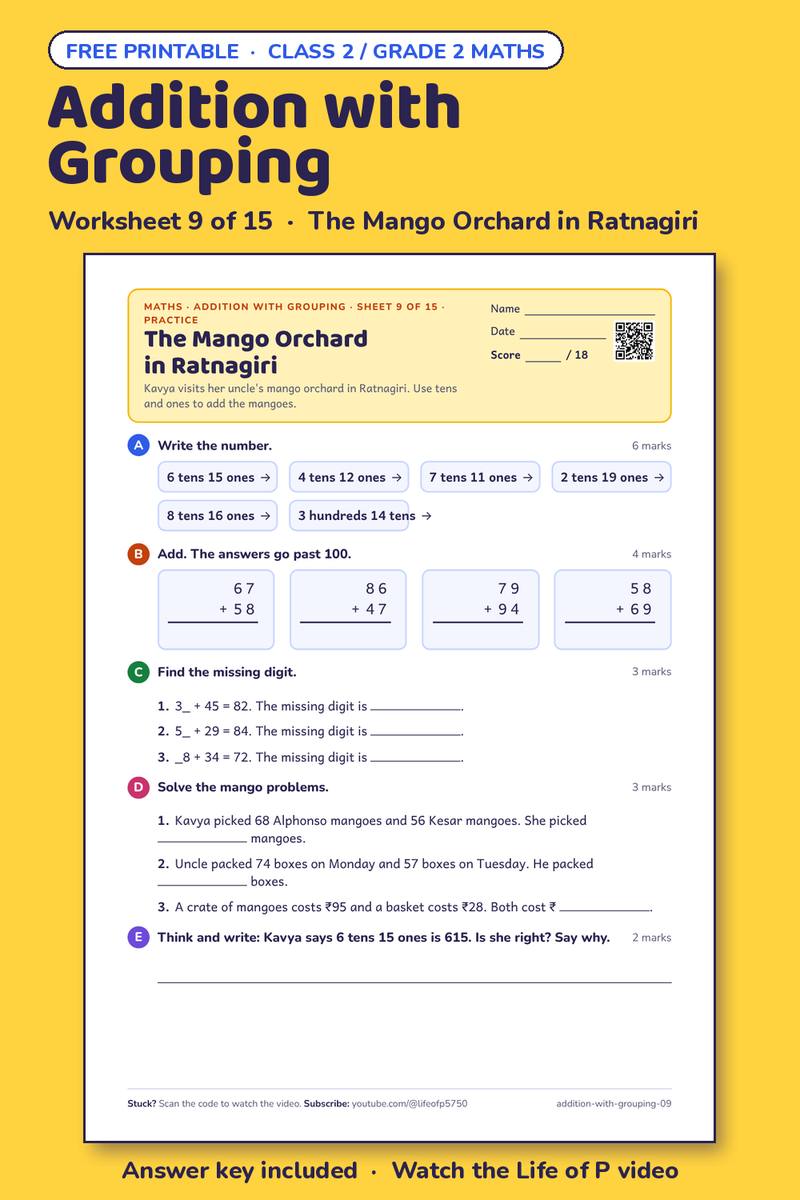 FREE PRINTABLE · CLASS 2 / GRADE 2 MATHS
Addition with
Grouping
Worksheet 9 of 15 · The Mango Orchard in Ratnagiri
MATHS · ADDITION WITH GROUPING · SHEET 9 OF 15 ·
PRACTICE
The Mango Orchard
in Ratnagiri
Kavya visits her uncle's mango orchard in Ratnagiri. Use tens
and ones to add the mangoes.
Name ____________
Date ____________
Score _____ / 18
A Write the number. 6 marks
6 tens 15 ones → 4 tens 12 ones → 7 tens 11 ones → 2 tens 19 ones →
8 tens 16 ones → 3 hundreds 14 tens →
B Add. The answers go past 100. 4 marks
67 86 79 58
+ 58 + 47 + 94 + 69
C Find the missing digit. 3 marks
1. 3_ + 45 = 82. The missing digit is ____________.
2. 5_ + 29 = 84. The missing digit is ____________.
3. _8 + 34 = 72. The missing digit is ____________.
D Solve the mango problems. 3 marks
1. Kavya picked 68 Alphonso mangoes and 56 Kesar mangoes. She picked
____________ mangoes.
2. Uncle packed 74 boxes on Monday and 57 boxes on Tuesday. He packed
____________ boxes.
3. A crate of mangoes costs ₹95 and a basket costs ₹28. Both cost ₹ ____________.
E Think and write: Kavya says 6 tens 15 ones is 615. Is she right? Say why. 2 marks
Stuck? Scan the code to watch the video. Subscribe: youtube.com/@lifeofp5750 addition-with-grouping-09
Answer key included · Watch the Life of P video